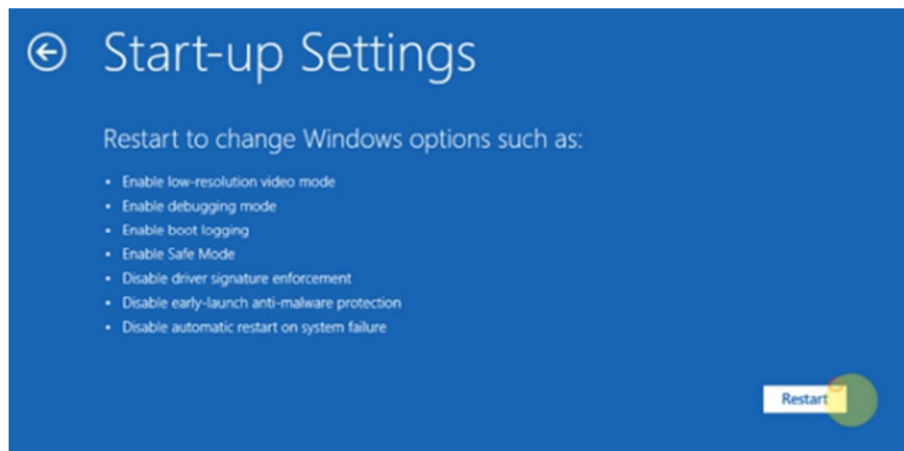 Start-up Settings
Restart to change Windows options such as:
• Enable low-resolution video mode
• Enable debugging mode
• Enable boot logging
• Enable Safe Mode
• Disable driver signature enforcement
• Disable early-launch anti-malware protection
• Disable automatic restart on system failure
Restart